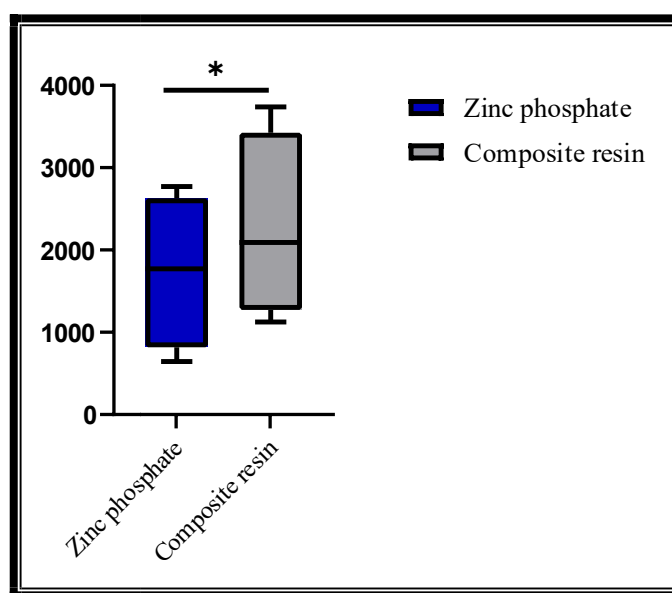 *
4000
3000
2000
1000
0
Zinc phosphate
Composite resin
Zinc phosphate
Composite resin